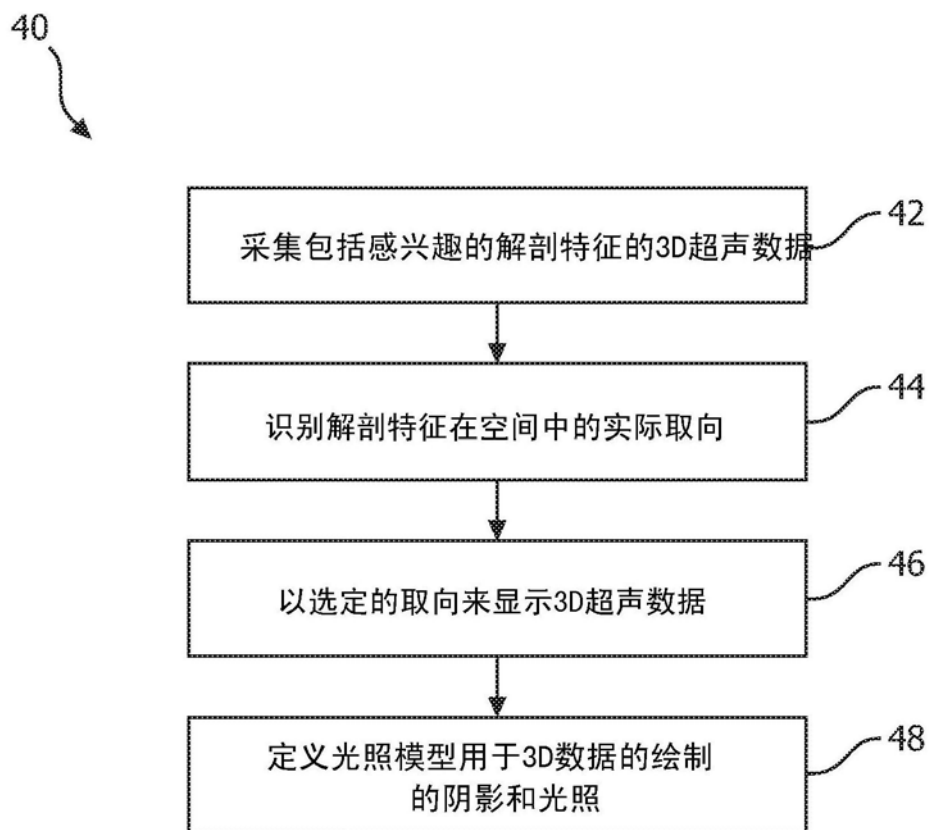 40
采集包括感兴趣的解剖特征的3D超声数据
42
识别解剖特征在空间中的实际取向
44
以选定的取向来显示3D超声数据
46
定义光照模型用于3D数据的绘制
的阴影和光照
48